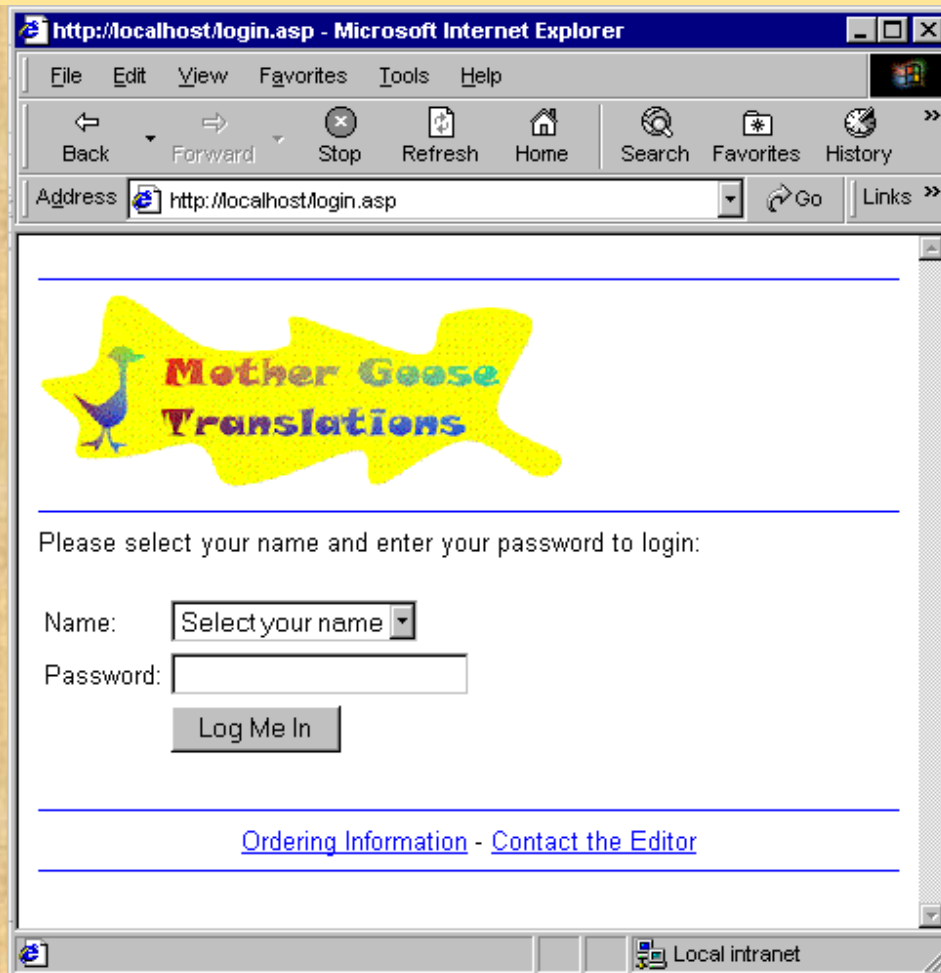 http://localhost/login.asp - Microsoft Internet Explorer
File Edit View Favorites Tools Help
Back Forward Stop Refresh Home Search Favorites History »
Address http://localhost/login.asp Go Links »
Mother Goose
Translations
Please select your name and enter your password to login:
Name: Select your name
Password:
Log Me In
Ordering Information - Contact the Editor
Local intranet